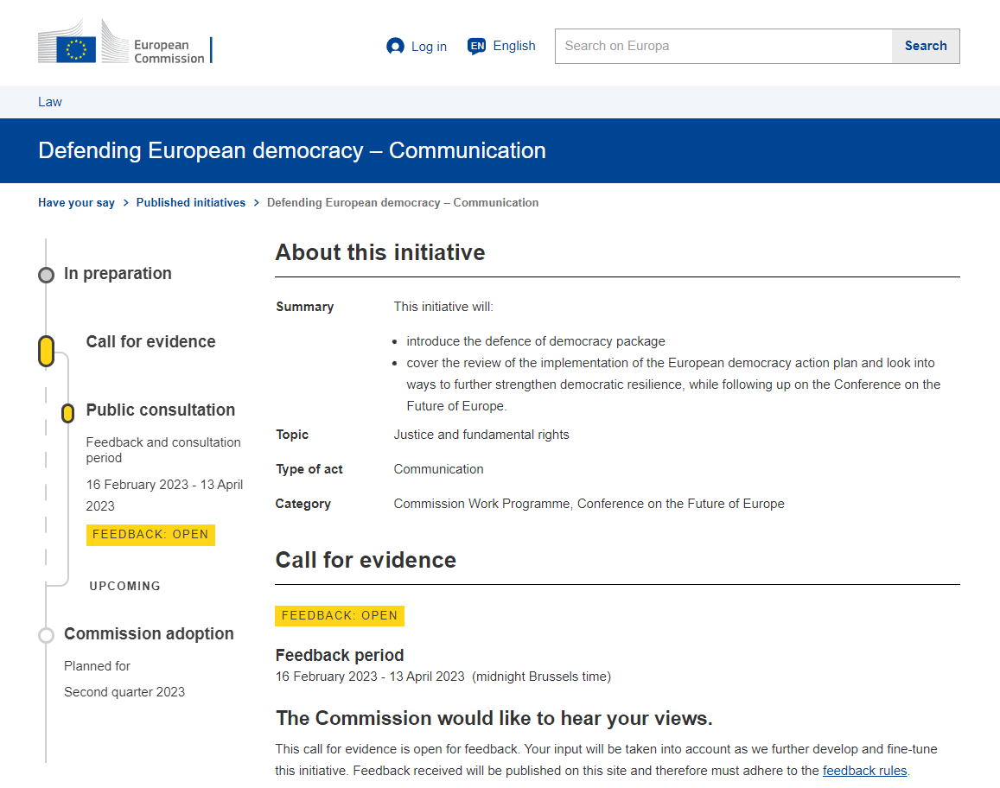 European
Commission
Log in
EN English
Search on Europa
Search
Law
Defending European democracy – Communication
Have your say > Published initiatives > Defending European democracy – Communication
In preparation
Call for evidence
Public consultation
Feedback and consultation
period
16 February 2023 - 13 April
2023
FEEDBACK: OPEN
UPCOMING
Commission adoption
Planned for
Second quarter 2023
About this initiative
Summary
This initiative will:
• introduce the defence of democracy package
• cover the review of the implementation of the European democracy action plan and look into
ways to further strengthen democratic resilience, while following up on the Conference on the
Future of Europe.
Topic
Justice and fundamental rights
Type of act
Communication
Category
Commission Work Programme, Conference on the Future of Europe
Call for evidence
FEEDBACK: OPEN
Feedback period
16 February 2023 - 13 April 2023 (midnight Brussels time)
The Commission would like to hear your views.
This call for evidence is open for feedback. Your input will be taken into account as we further develop and fine-tune
this initiative. Feedback received will be published on this site and therefore must adhere to the feedback rules.